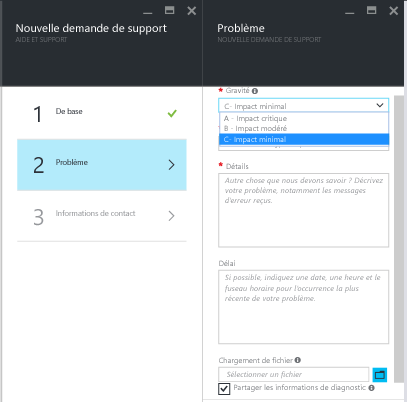 Nouvelle demande de support
AIDE ET SUPPORT
1 De base
2 Problème
3 Informations de contact
Problème
NOUVELLE DEMANDE DE SUPPORT
* Gravité
C - Impact minimal
A - Impact critique
B - Impact modéré
C - Impact minimal
* Détails
Autre chose que nous devons savoir ? Décrivez
votre problème, notamment les messages
d'erreur reçus.
Délai
Si possible, indiquez une date, une heure et le
fuseau horaire pour l'occurrence la plus
récente de votre problème.
Chargement de fichier
Sélectionner un fichier
Partager les informations de diagnostic